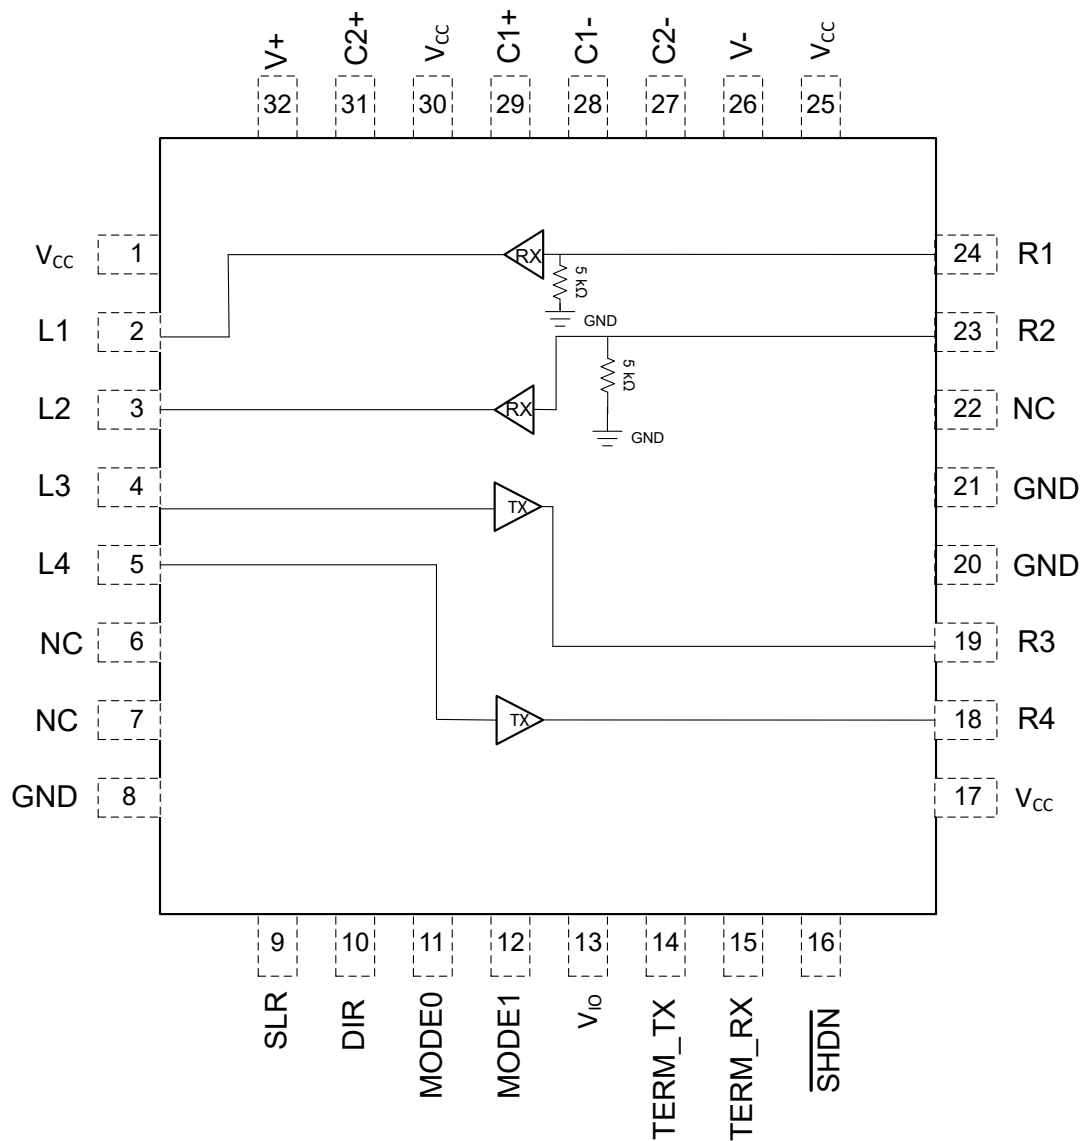 V+
C2+
VCC
C1+
C1-
C2-
V-
VCC
32
31
30
29
28
27
26
25
VCC
1
RX
24
R1
5 kΩ
GND
L1
2
23
R2
5 kΩ
L2
3
RX
22
NC
GND
L3
4
TX
21
GND
L4
5
20
GND
NC
6
19
R3
NC
7
TX
18
R4
GND
8
17
VCC
9
10
11
12
13
14
15
16
SLR
DIR
MODE0
MODE1
VIO
TERM_TX
TERM_RX
SHDN